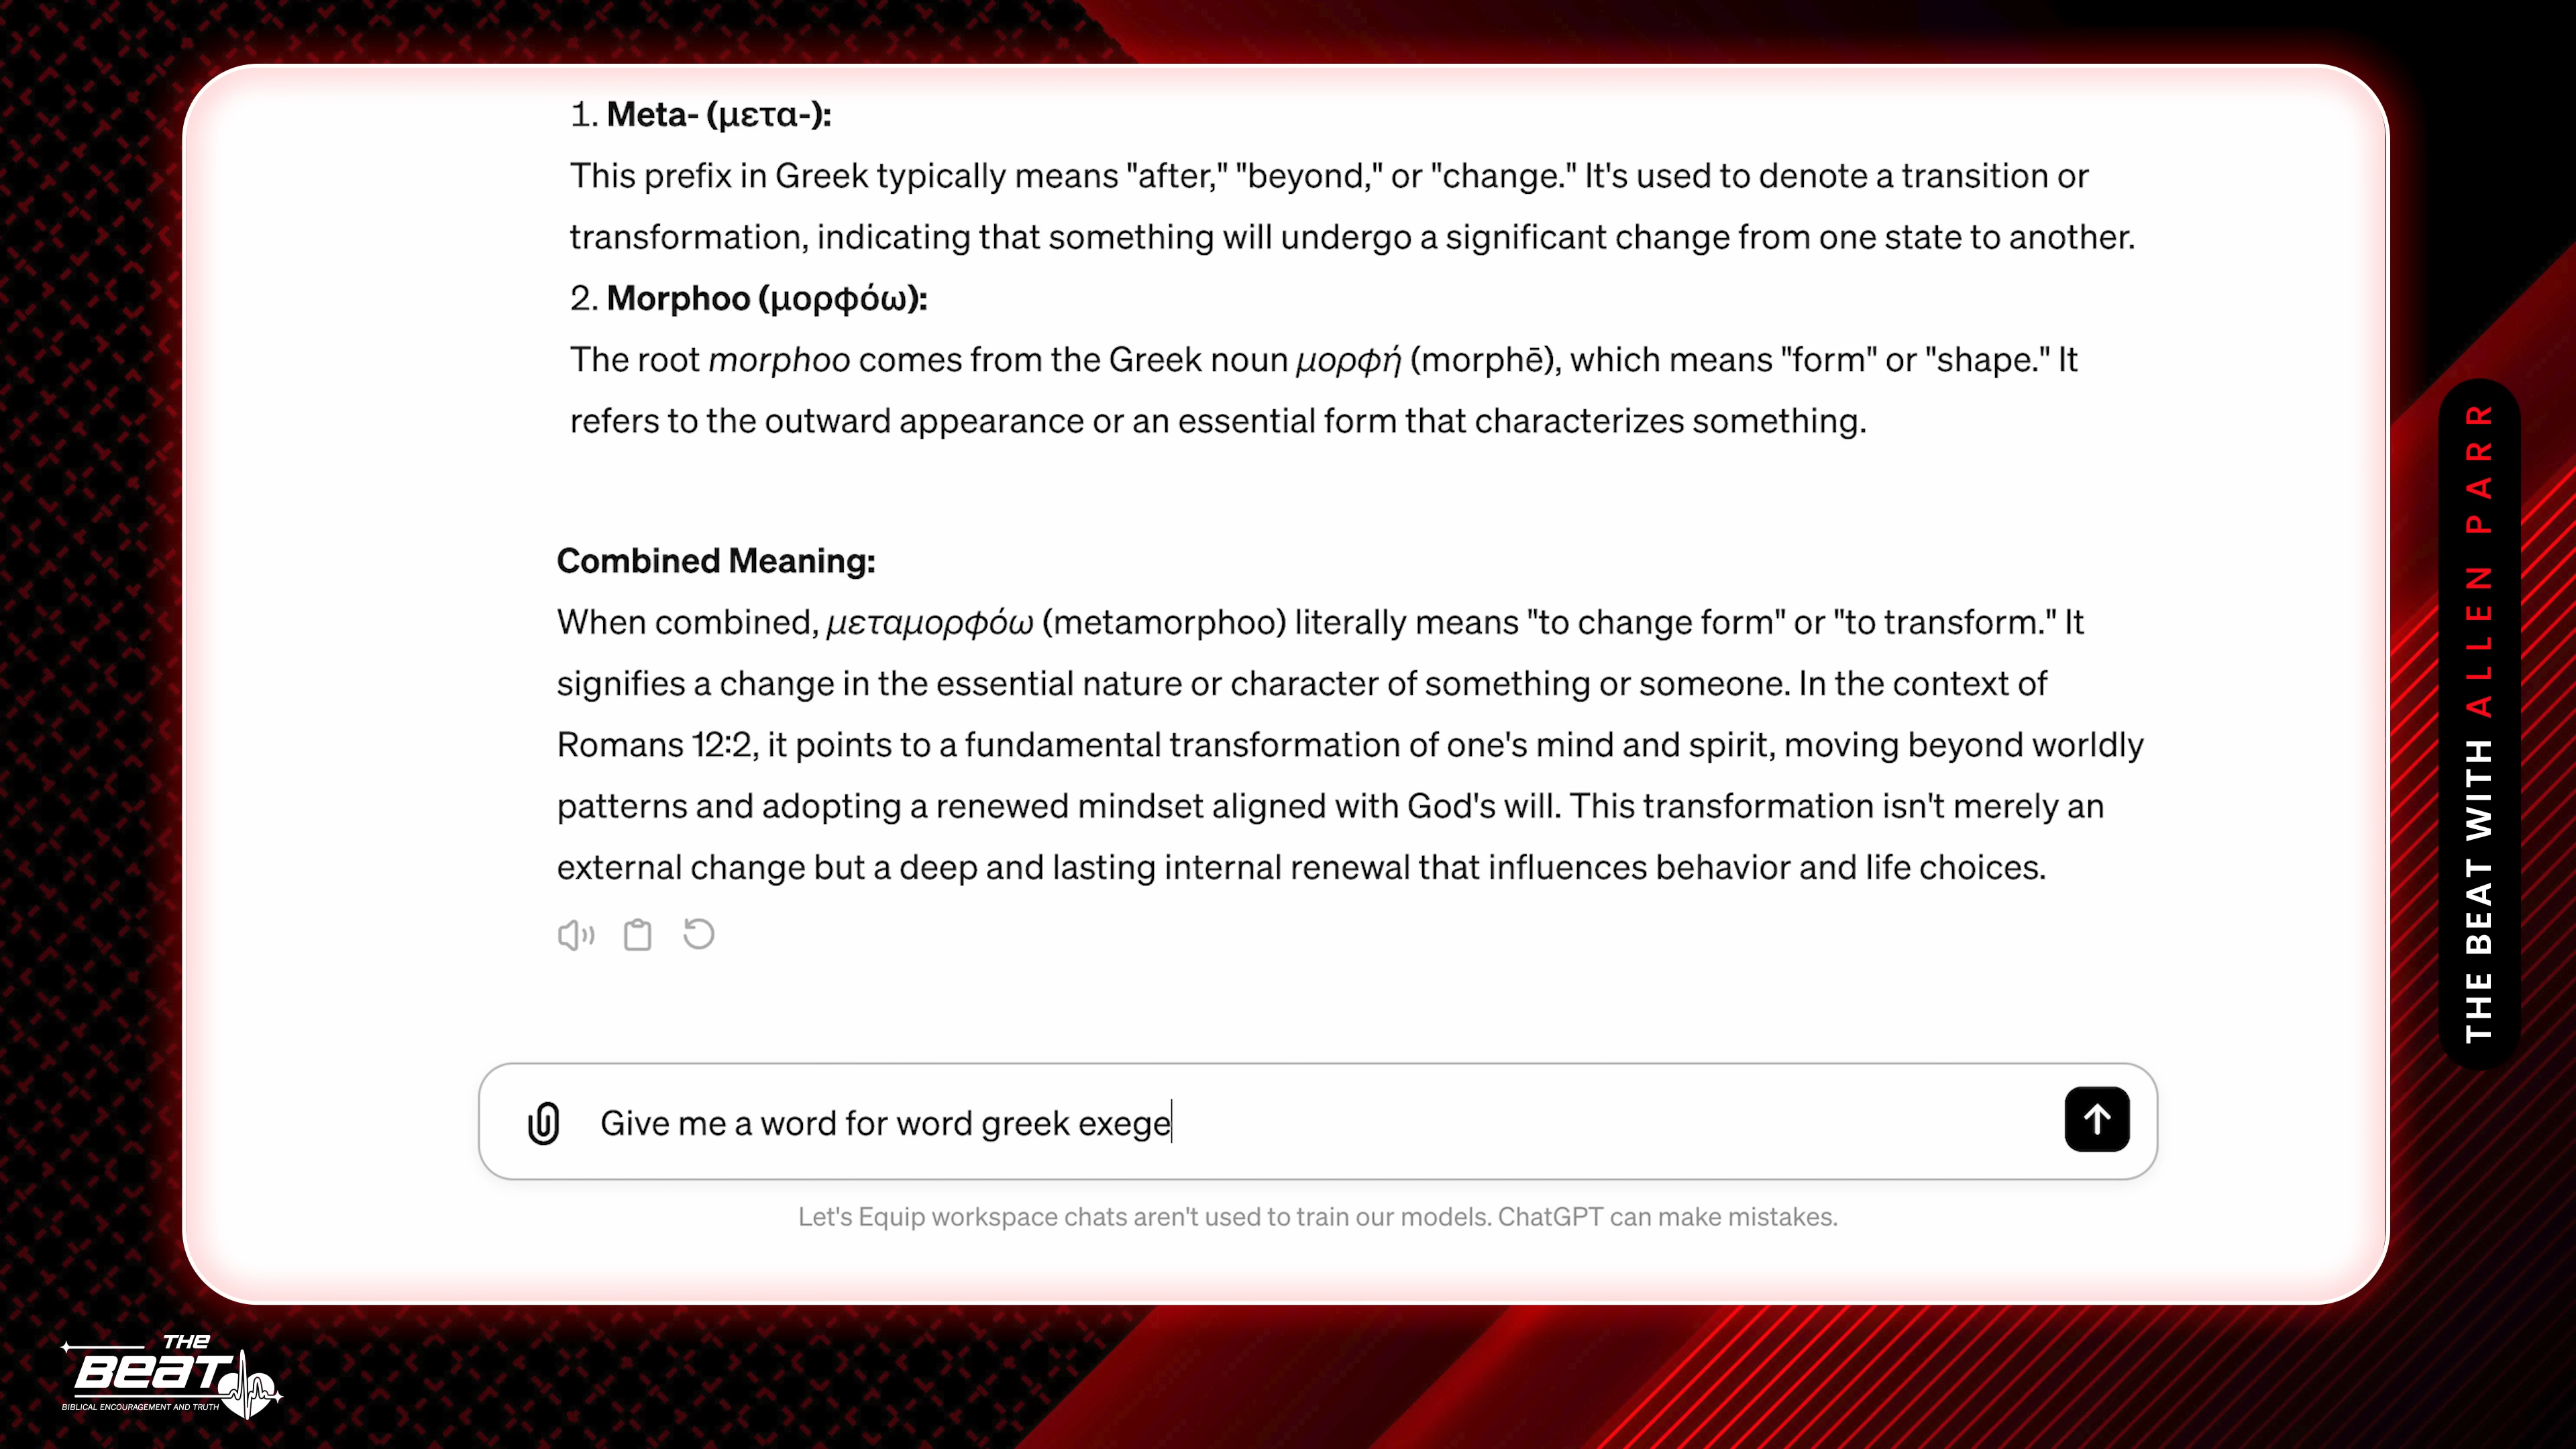 1. Meta- (μετα-):
This prefix in Greek typically means "after," "beyond," or "change." It's used to denote a transition or
transformation, indicating that something will undergo a significant change from one state to another.
2. Morphoo (μορφόω):
The root morphoo comes from the Greek noun μορφή (morphē), which means "form" or "shape." It
refers to the outward appearance or an essential form that characterizes something.
Combined Meaning:
When combined, μεταμορφόω (metamorphoo) literally means "to change form" or "to transform." It
signifies a change in the essential nature or character of something or someone. In the context of
Romans 12:2, it points to a fundamental transformation of one's mind and spirit, moving beyond worldly
patterns and adopting a renewed mindset aligned with God's will. This transformation isn't merely an
external change but a deep and lasting internal renewal that influences behavior and life choices.
Give me a word for word greek exege
Let's Equip workspace chats aren't used to train our models. ChatGPT can make mistakes.
THE BEAT WITH ALLEN PARR
THE
BEAT
BIBLICAL ENCOURAGEMENT AND TRUTH